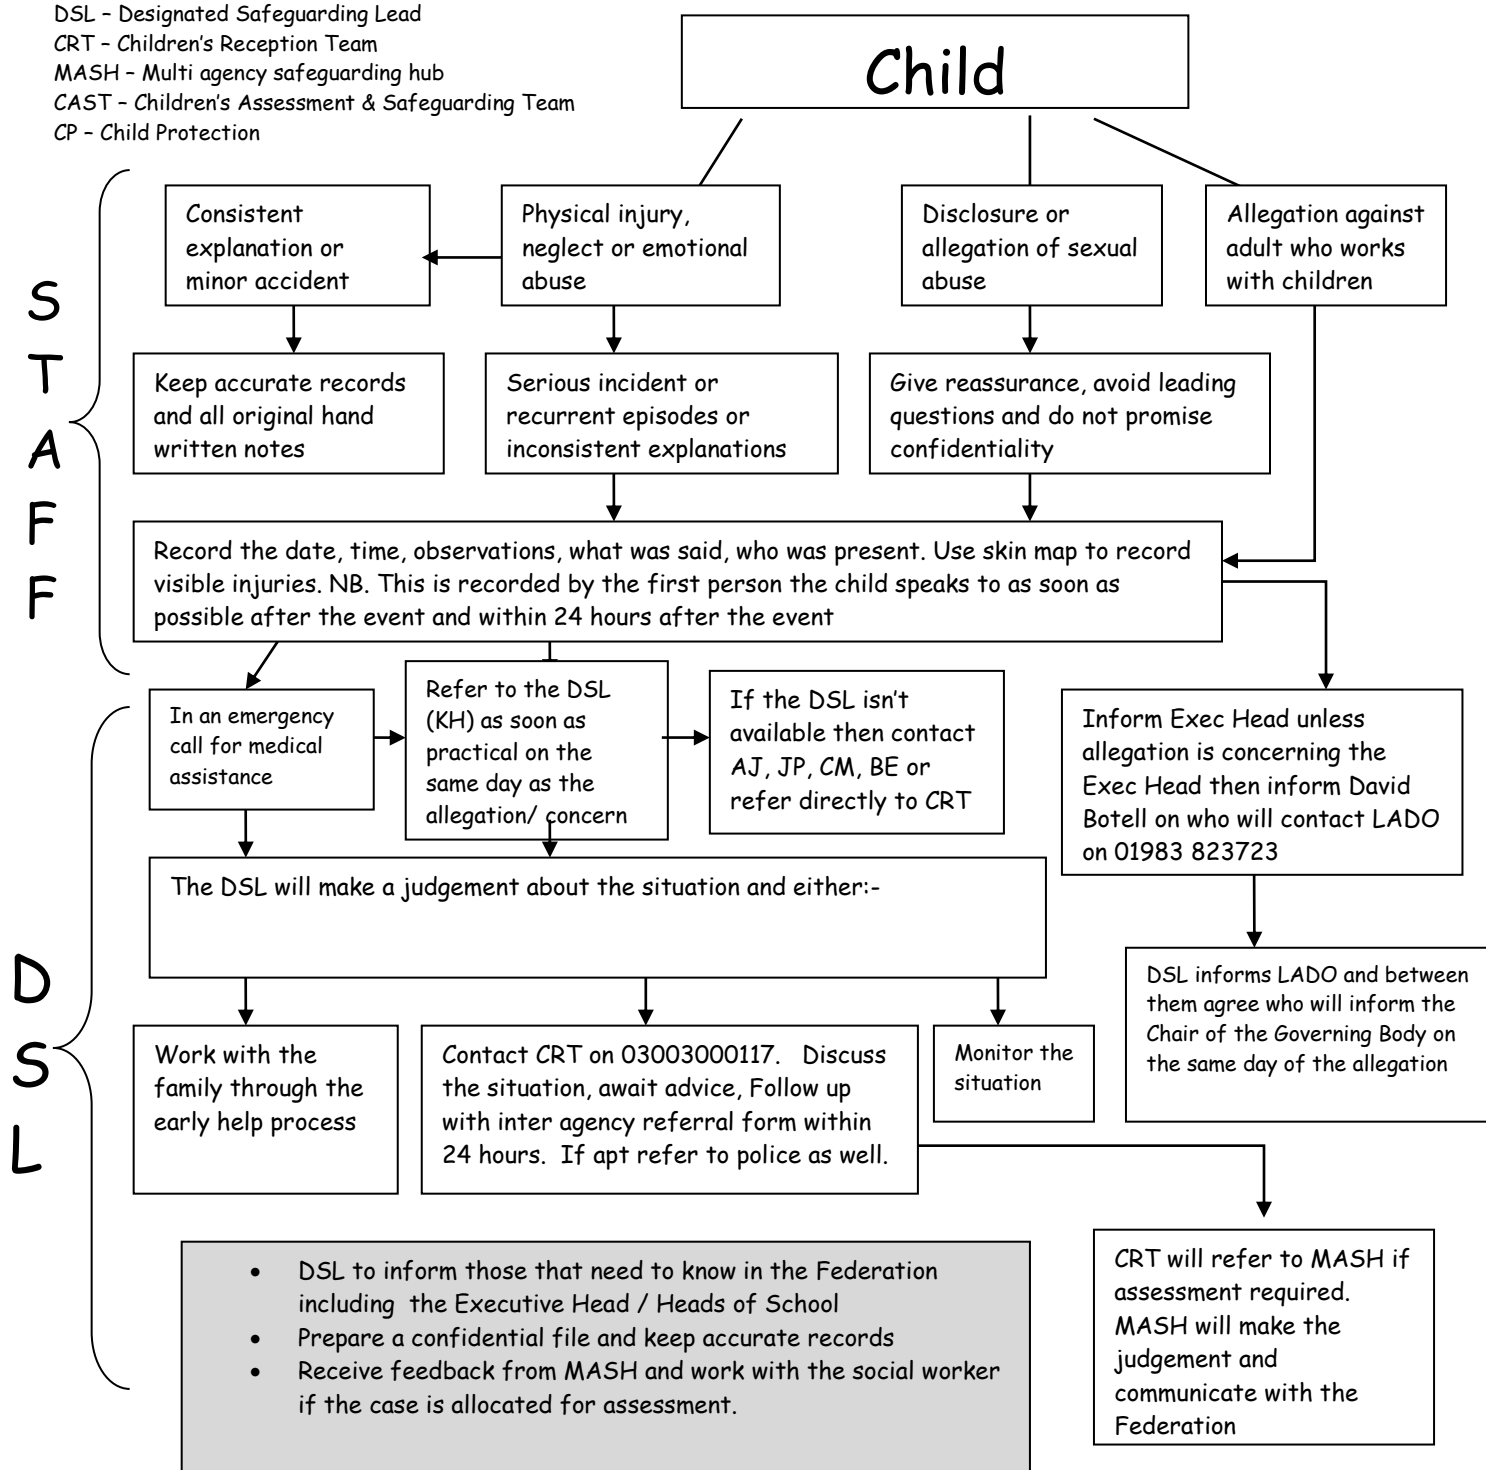 DSL – Designated Safeguarding Lead
CRT – Children's Reception Team
MASH – Multi agency safeguarding hub
CAST – Children's Assessment & Safeguarding Team
CP – Child Protection
Child
Consistent
explanation or
minor accident
Physical injury,
neglect or emotional
abuse
Disclosure or
allegation of sexual
abuse
Allegation against
adult who works
with children
S
T
A
F
F
Keep accurate records
and all original hand
written notes
Serious incident or
recurrent episodes or
inconsistent explanations
Give reassurance, avoid leading
questions and do not promise
confidentiality
Record the date, time, observations, what was said, who was present. Use skin map to record
visible injuries. NB. This is recorded by the first person the child speaks to as soon as
possible after the event and within 24 hours after the event
In an emergency
call for medical
assistance
Refer to the DSL
(KH) as soon as
practical on the
same day as the
allegation/ concern
If the DSL isn't
available then contact
AJ, JP, CM, BE or
refer directly to CRT
Inform Exec Head unless
allegation is concerning the
Exec Head then inform David
Botell on who will contact LADO
on 01983 823723
D
S
L
The DSL will make a judgement about the situation and either:-
DSL informs LADO and between
them agree who will inform the
Chair of the Governing Body on
the same day of the allegation
Work with the
family through the
early help process
Contact CRT on 03003000117. Discuss
the situation, await advice, Follow up
with inter agency referral form within
24 hours. If apt refer to police as well.
Monitor the
situation
• DSL to inform those that need to know in the Federation
including the Executive Head / Heads of School
• Prepare a confidential file and keep accurate records
• Receive feedback from MASH and work with the social worker
if the case is allocated for assessment.
CRT will refer to MASH if
assessment required.
MASH will make the
judgement and
communicate with the
Federation